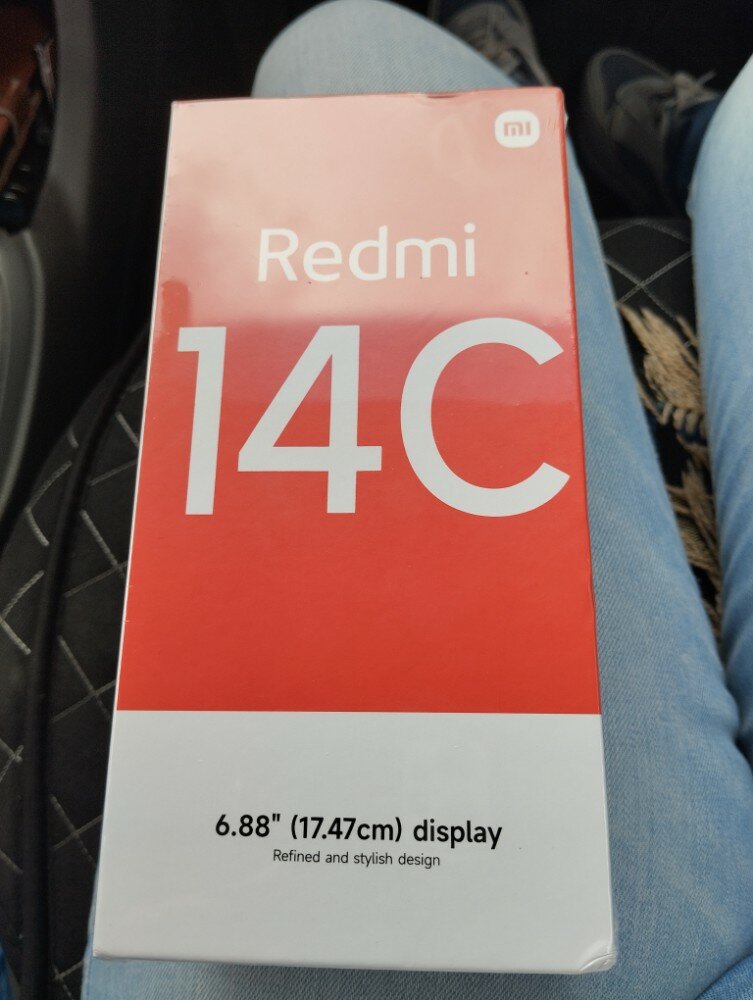 mi
Redmi
14C
6.88" (17.47cm) display
Refined and stylish design